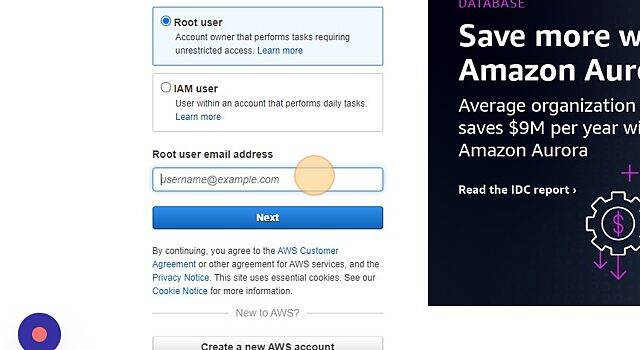 Root user
Account owner that performs tasks requiring
unrestricted access. Learn more
IAM user
User within an account that performs daily tasks.
Learn more
Root user email address
username@example.com
Next
By continuing, you agree to the AWS Customer
Agreement or other agreement for AWS services, and the
Privacy Notice. This site uses essential cookies. See our
Cookie Notice for more information.
New to AWS?
Create a new AWS account
DATABASE
Save more w
Amazon Auro
Average organization
saves $9M per year wi
Amazon Aurora
Read the IDC report ›
$